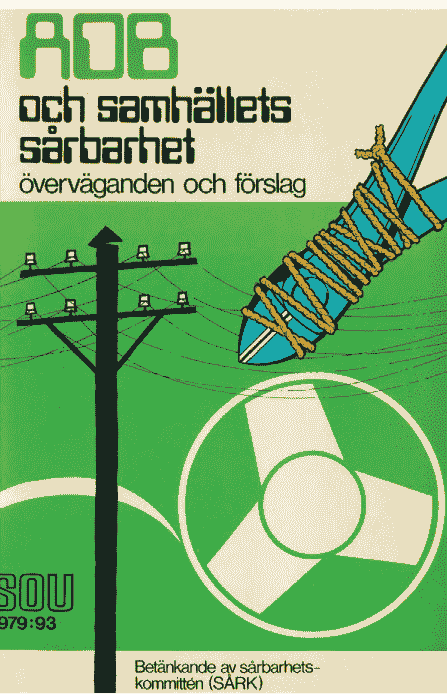 ADB
och samhällets
sårbarhet
överväganden och förslag
SOU
979:93
Betänkande av sårbarhets-
kommittén (SÅRK)